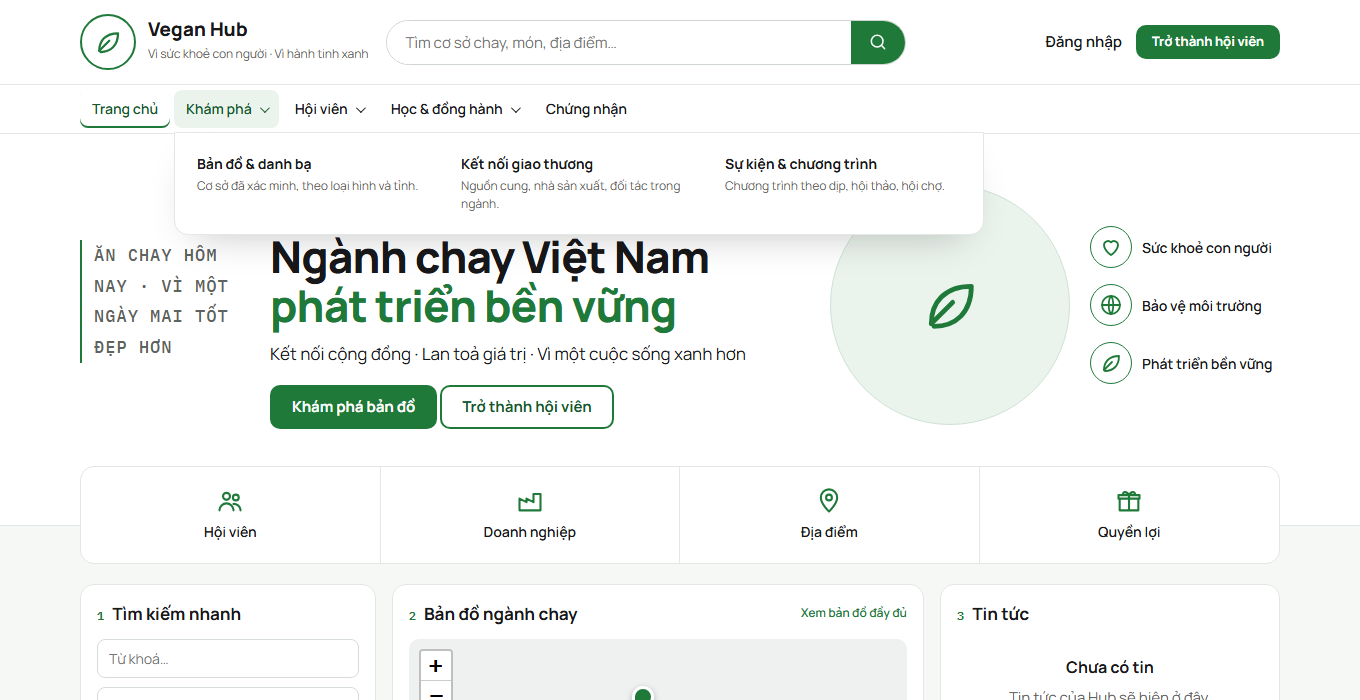 Vegan Hub
Vì sức khoẻ con người · Vì hành tinh xanh
Tìm cơ sở chay, món, địa điểm...
Đăng nhập
Trở thành hội viên
Trang chủ
Khám phá
Hội viên
Học & đồng hành
Chứng nhận
Bản đồ & danh bạ
Cơ sở đã xác minh, theo loại hình và tỉnh.
Kết nối giao thương
Nguồn cung, nhà sản xuất, đối tác trong
ngành.
Sự kiện & chương trình
Chương trình theo dịp, hội thảo, hội chợ.
ĂN CHAY HÔM
NAY · VÌ MỘT
NGÀY MAI TỐT
ĐẸP HƠN
Ngành chay Việt Nam
phát triển bền vững
Kết nối cộng đồng · Lan toả giá trị · Vì một cuộc sống xanh hơn
Khám phá bản đồ
Trở thành hội viên
Sức khoẻ con người
Bảo vệ môi trường
Phát triển bền vững
Hội viên
Doanh nghiệp
Địa điểm
Quyền lợi
1 Tìm kiếm nhanh
Từ khoá...
2 Bản đồ ngành chay
Xem bản đồ đầy đủ
+
−
3 Tin tức
Chưa có tin
Tin tức của Hub sẽ hiện ở đây